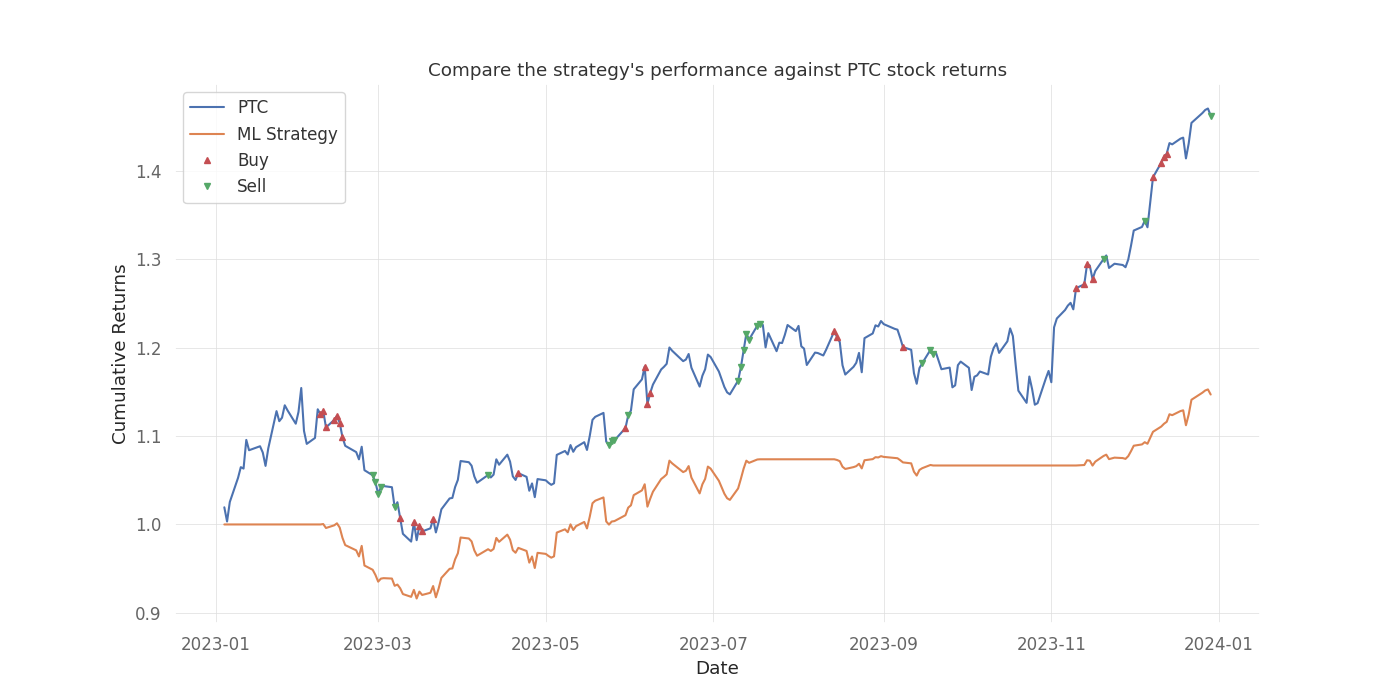 Compare the strategy's performance against PTC stock returns
PTC
ML Strategy
Buy
Sell
Cumulative Returns
1.4
1.3
1.2
1.1
1.0
0.9
2023-01 2023-03 2023-05 2023-07 2023-09 2023-11 2024-01
Date